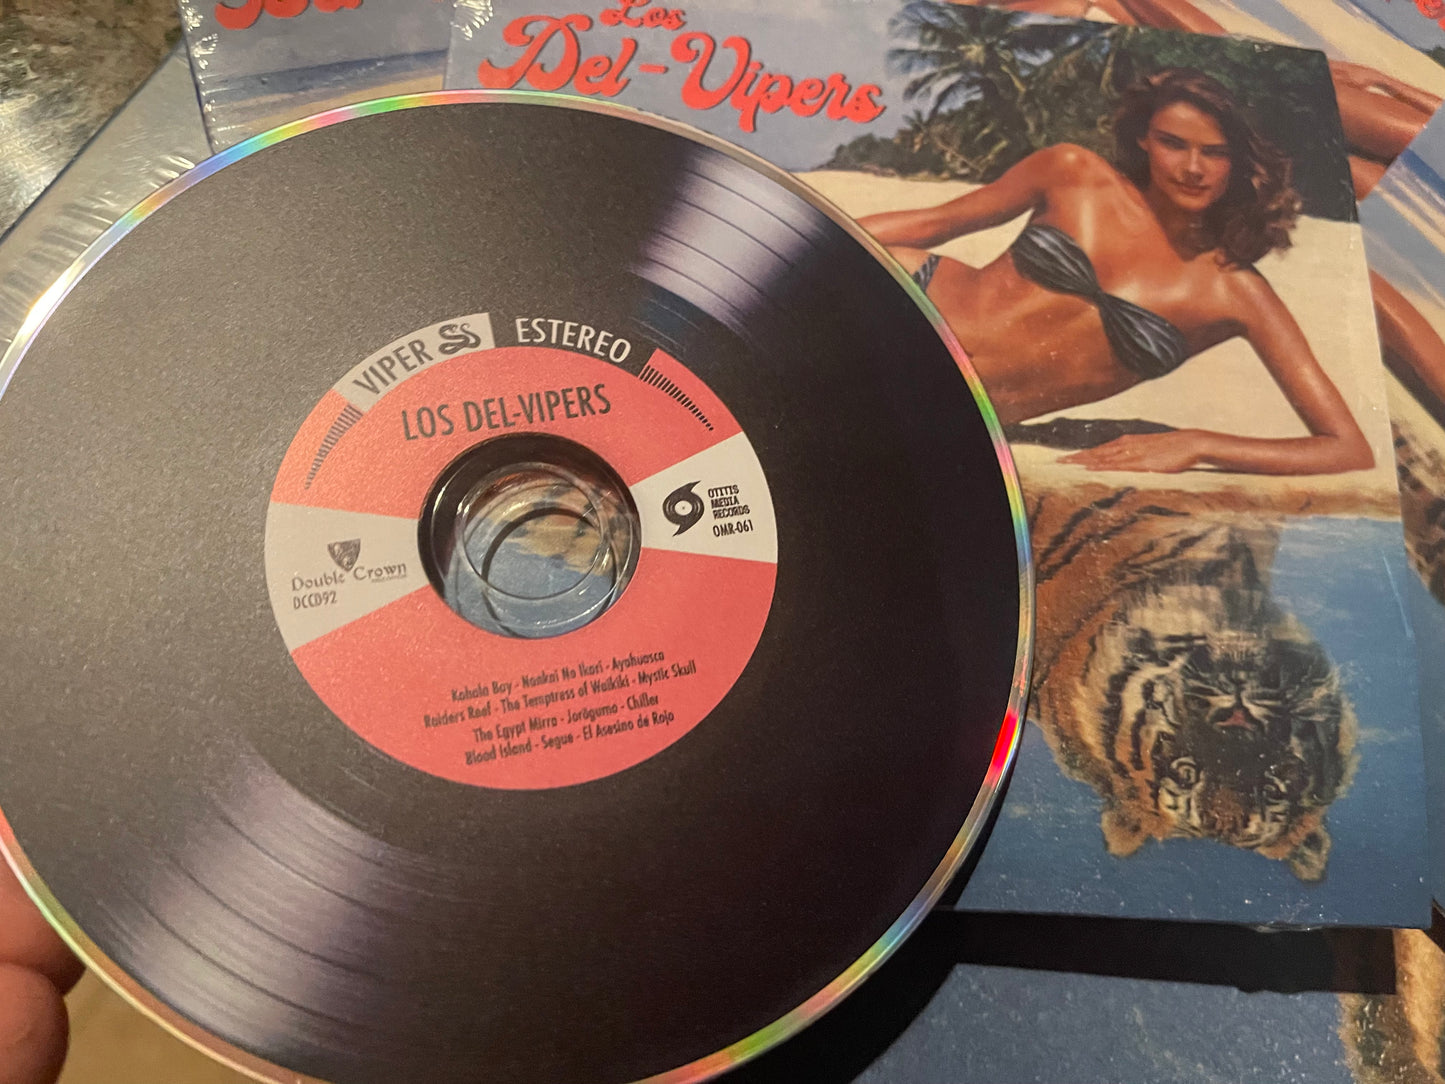 Los
Del-Vipers
VIPER
ESTEREO
LOS DEL-VIPERS
OTITIS
MEDIA
RECORDS
OMR-061
Double Crown
DCCD92
Kohala Bay - Nankai No Ikari - Ayahuasca
Raiders Reef - The Temptress of Waikiki - Mystic Skull
The Egypt Mirra - Jorōgumo - Chiller
Blood Island - Segue - El Asesino de Rojo